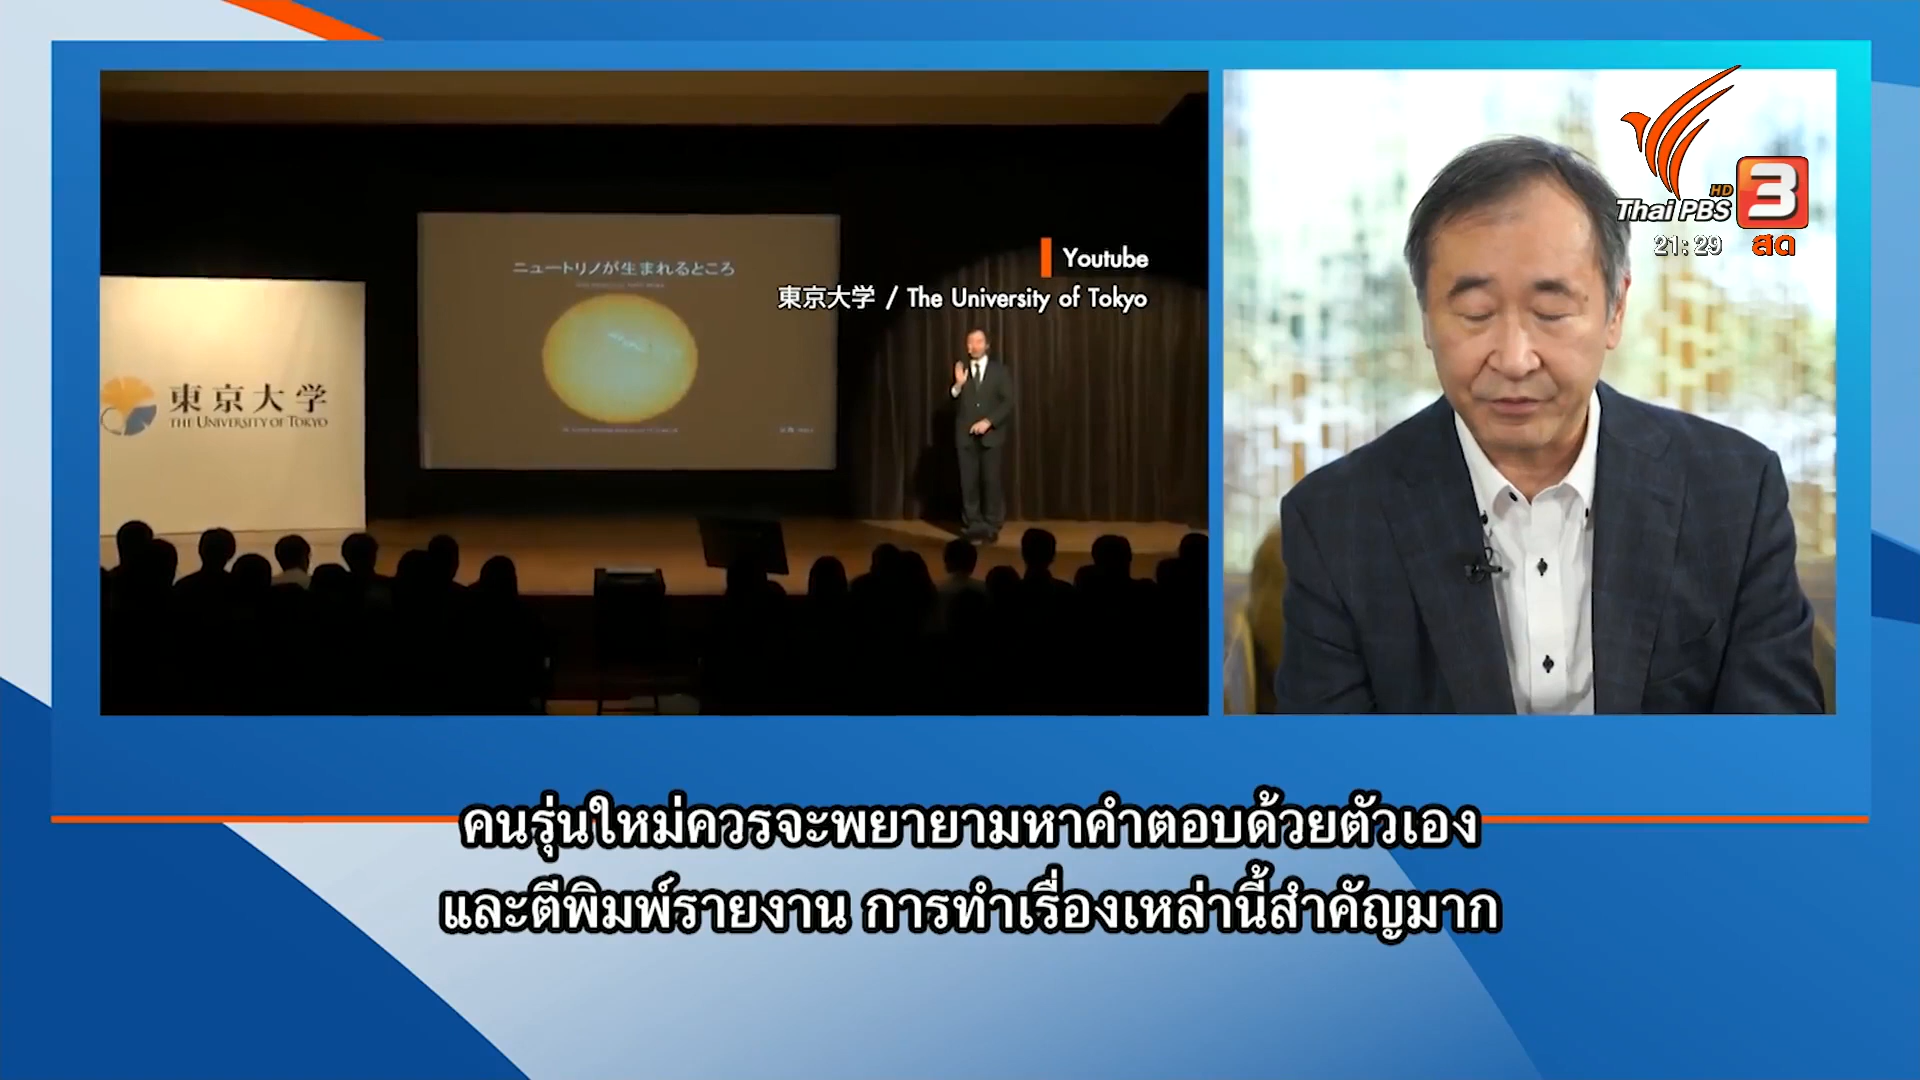 ニュートリノが生まれるところ
Youtube
東京大学 / The University of Tokyo
東京大学
THE UNIVERSITY OF TOKYO
HD
Thai PBS
3
21:29
สด
คนรุ่นใหม่ควรจะพยายามหาคำตอบด้วยตัวเอง
และตีพิมพ์รายงาน การทำเรื่องเหล่านี้สำคัญมาก